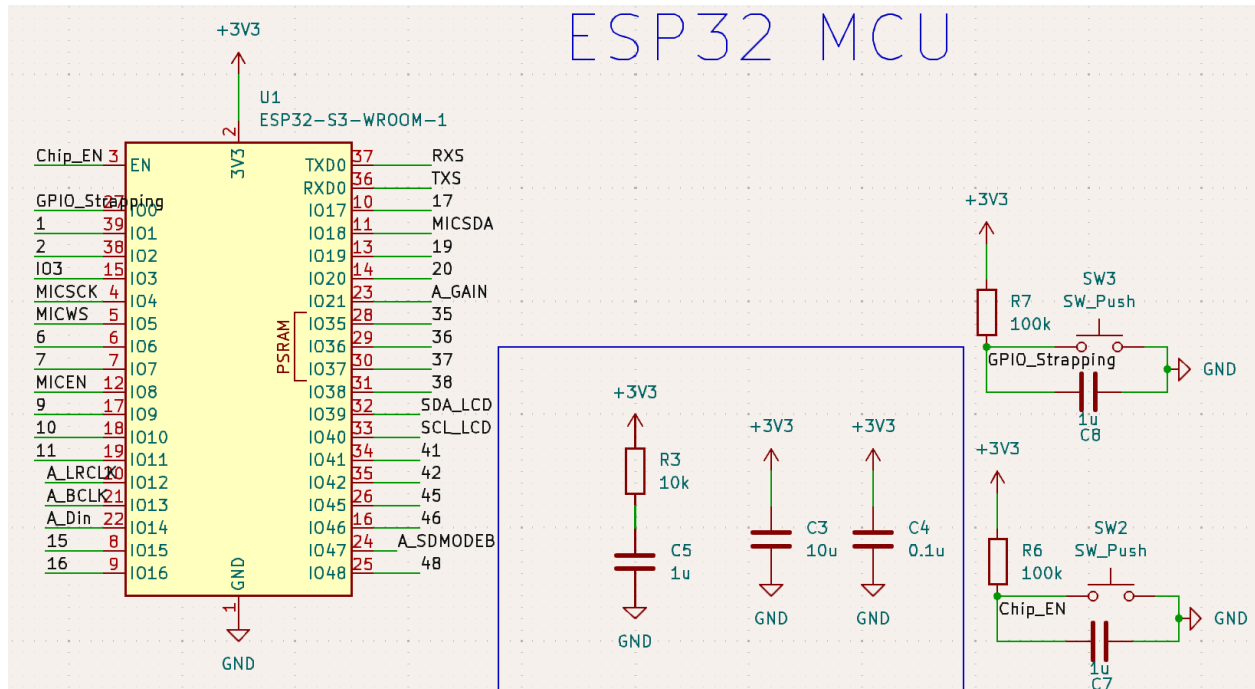 ESP32 MCU
+3V3
U1
ESP32-S3-WROOM-1
2
3V3
Chip_EN 3 EN
GPIO_Strapping 27 IO0
1 39 IO1
2 38 IO2
IO3 15 IO3
MICSCK 4 IO4
MICWS 5 IO5
6 6 IO6
7 7 IO7
MICEN 12 IO8
9 17 IO9
10 18 IO10
11 19 IO11
A_LRCLK 20 IO12
A_BCLK 21 IO13
A_Din 22 IO14
15 8 IO15
16 9 IO16
TXD0 37 RXS
RXD0 36 TXS
IO17 10 17
IO18 11 MICSDA
IO19 13 19
IO20 14 20
IO21 23 A_GAIN
IO35 28 35
IO36 29 36
IO37 30 37
IO38 31 38
IO39 32 SDA_LCD
IO40 33 SCL_LCD
IO41 34 41
IO42 35 42
IO45 26 45
IO46 16 46
IO47 24 A_SDMODEB
IO48 25 48
PSRAM
GND
1
GND
+3V3
R3
10k
C5
1u
GND
+3V3
C3
10u
GND
+3V3
C4
0.1u
GND
+3V3
R7
100k
SW3
SW_Push
GPIO_Strapping
GND
1u
C8
+3V3
R6
100k
SW2
SW_Push
Chip_EN
GND
1u
C7